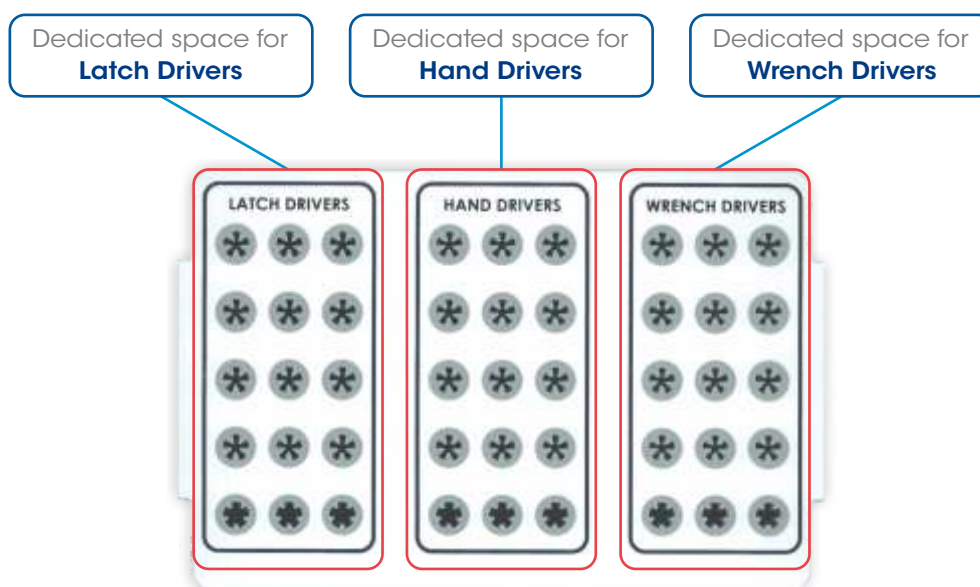 Dedicated space for
Latch Drivers
Dedicated space for
Hand Drivers
Dedicated space for
Wrench Drivers
LATCH DRIVERS
HAND DRIVERS
WRENCH DRIVERS